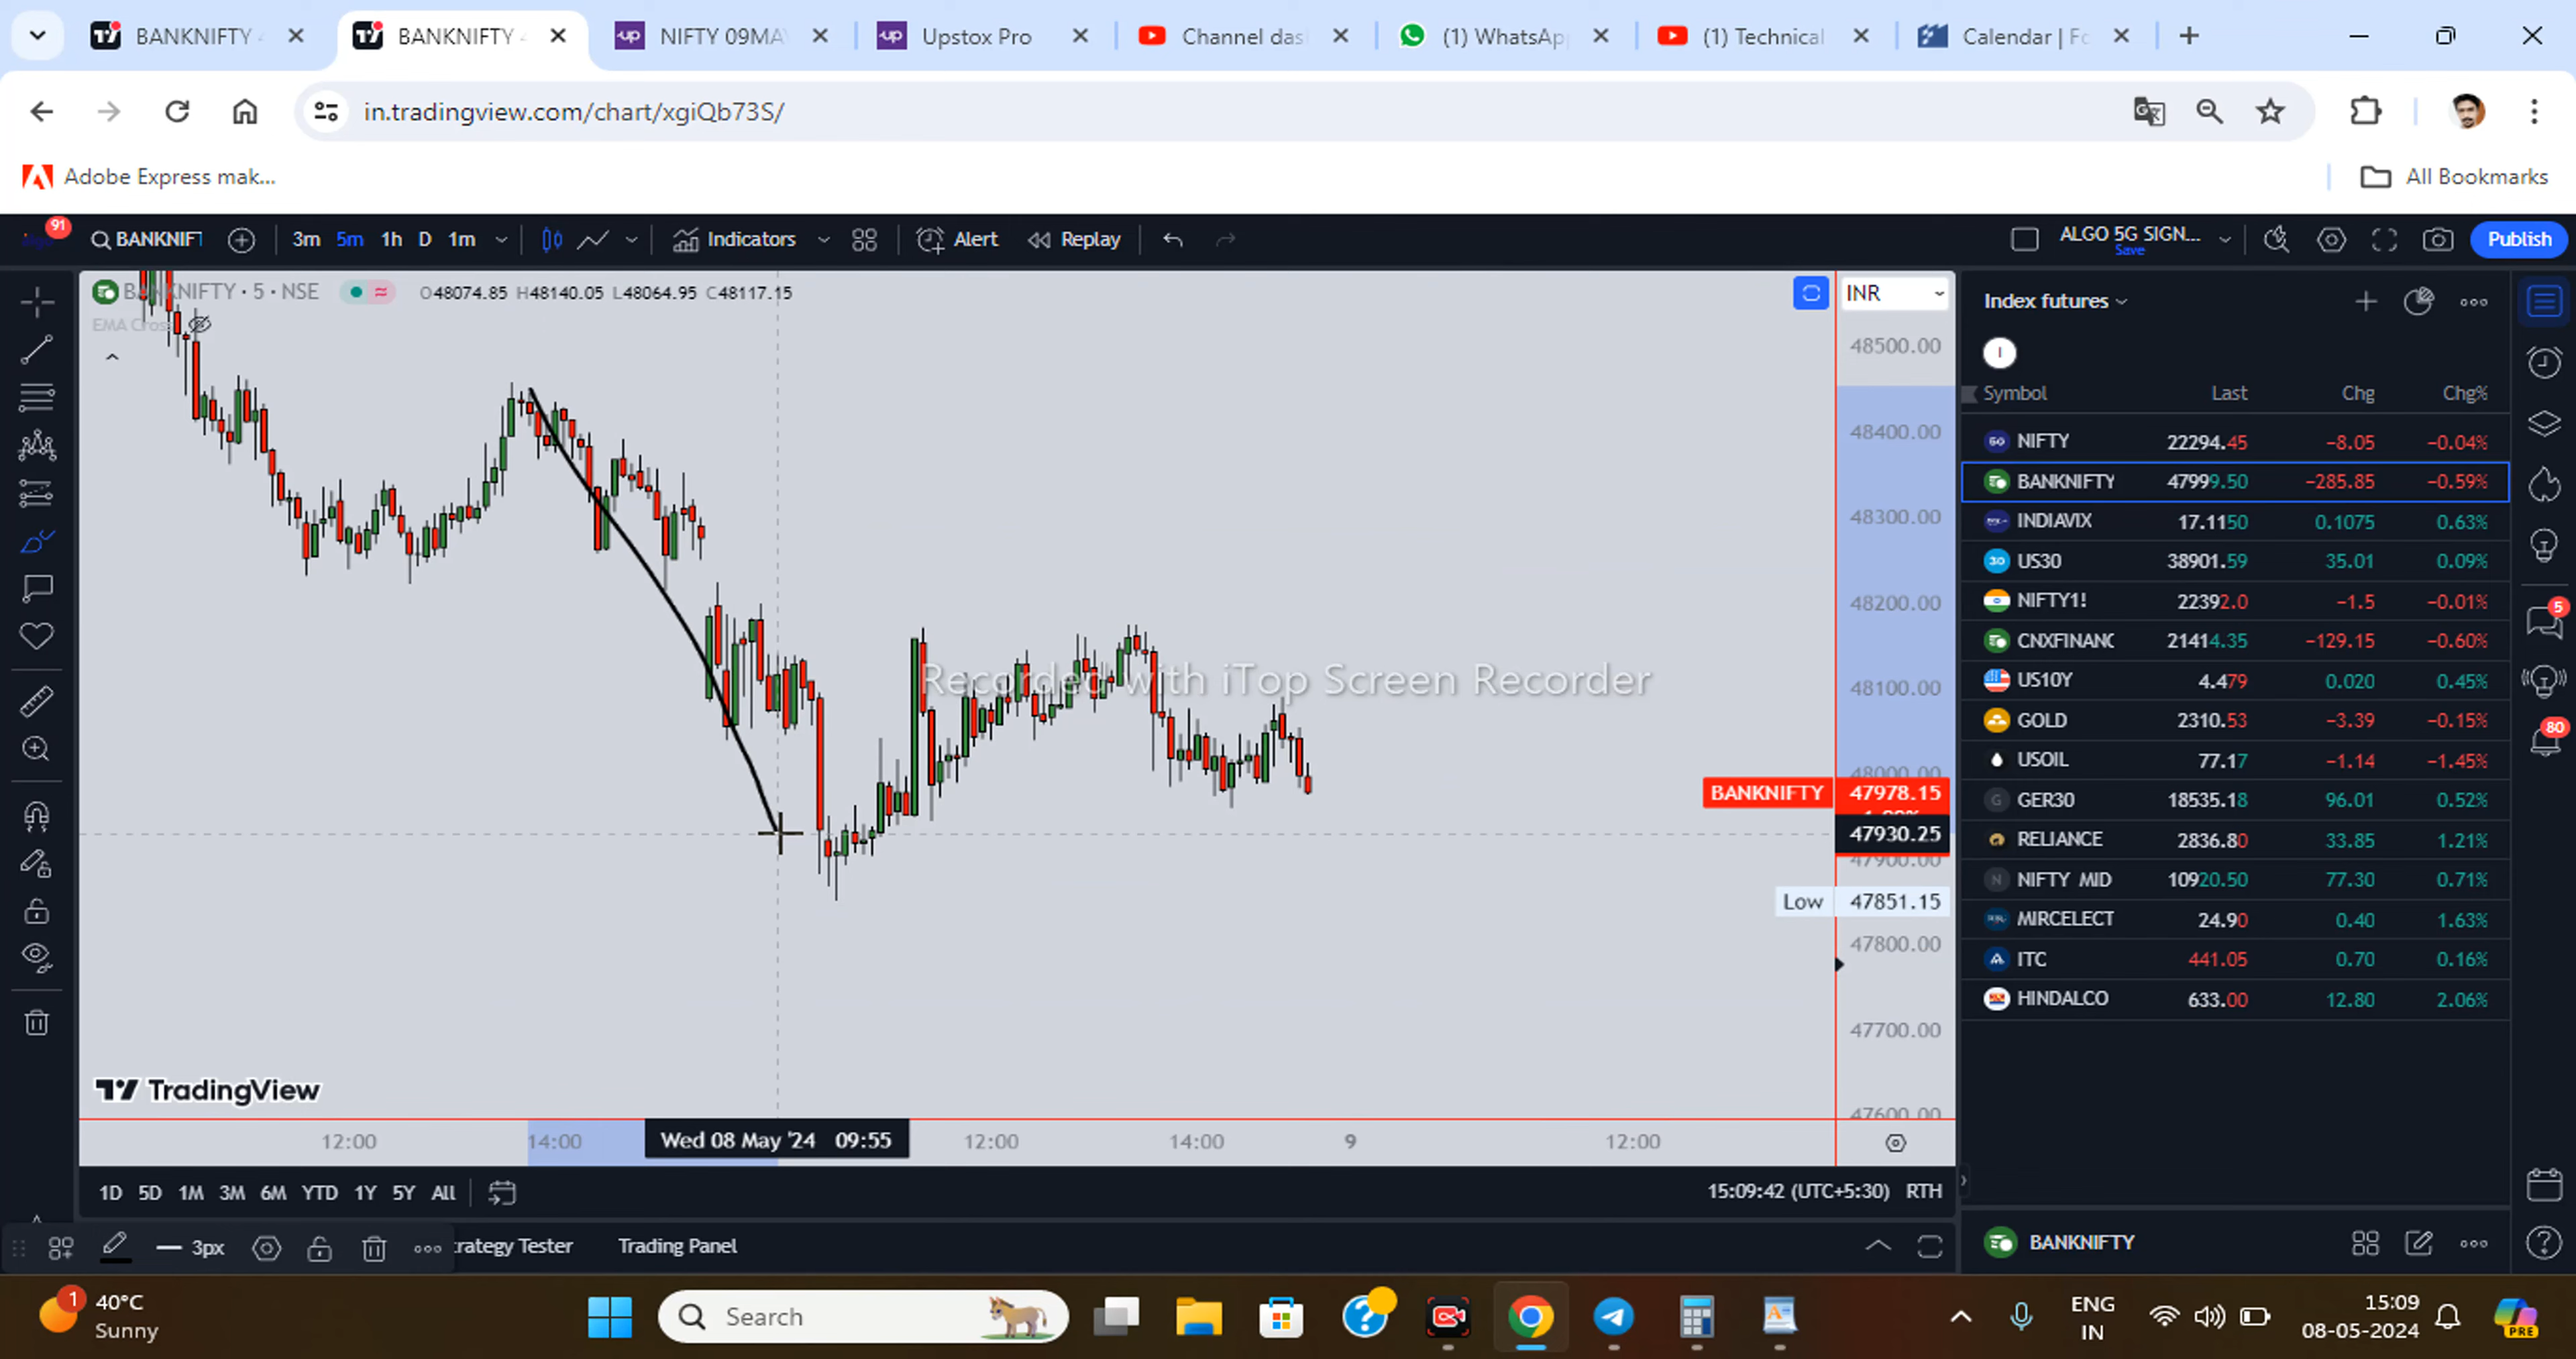 BANKNIFTY
BANKNIFTY
NIFTY 09MAY
Upstox Pro
Channel das
(1) WhatsAp
(1) Technical
Calendar | Fo
in.tradingview.com/chart/xgiQb73S/
Adobe Express mak...
All Bookmarks
91
BANKNIFT
3m 5m 1h D 1m
Indicators
Alert
Replay
ALGO 5G SIGN...
Save
Publish
BANKNIFTY · 5 · NSE
O48074.85 H48140.05 L48064.95 C48117.15
EMA Cros
INR
48500.00
48400.00
48300.00
48200.00
48100.00
48000.00
BANKNIFTY 47978.15
47930.25
47900.00
Low 47851.15
47800.00
47700.00
47600.00
Recorded with iTop Screen Recorder
TradingView
12:00 14:00 Wed 08 May '24 09:55 12:00 14:00 9 12:00
1D 5D 1M 3M 6M YTD 1Y 5Y All
15:09:42 (UTC+5:30) RTH
3px
trategy Tester
Trading Panel
Index futures
I
Symbol Last Chg Chg%
NIFTY 22294.45 −8.05 −0.04%
BANKNIFTY 47999.50 −285.85 −0.59%
INDIAVIX 17.1150 0.1075 0.63%
US30 38901.59 35.01 0.09%
NIFTY1! 22392.0 −1.5 −0.01%
CNXFINANC 21414.35 −129.15 −0.60%
US10Y 4.479 0.020 0.45%
GOLD 2310.53 −3.39 −0.15%
USOIL 77.17 −1.14 −1.45%
GER30 18535.18 96.01 0.52%
RELIANCE 2836.80 33.85 1.21%
NIFTY MID 10920.50 77.30 0.71%
MIRCELECT 24.90 0.40 1.63%
ITC 441.05 0.70 0.16%
HINDALCO 633.00 12.80 2.06%
5
80
BANKNIFTY
1
40°C
Sunny
Search
ENG
IN
15:09
08-05-2024
PRE